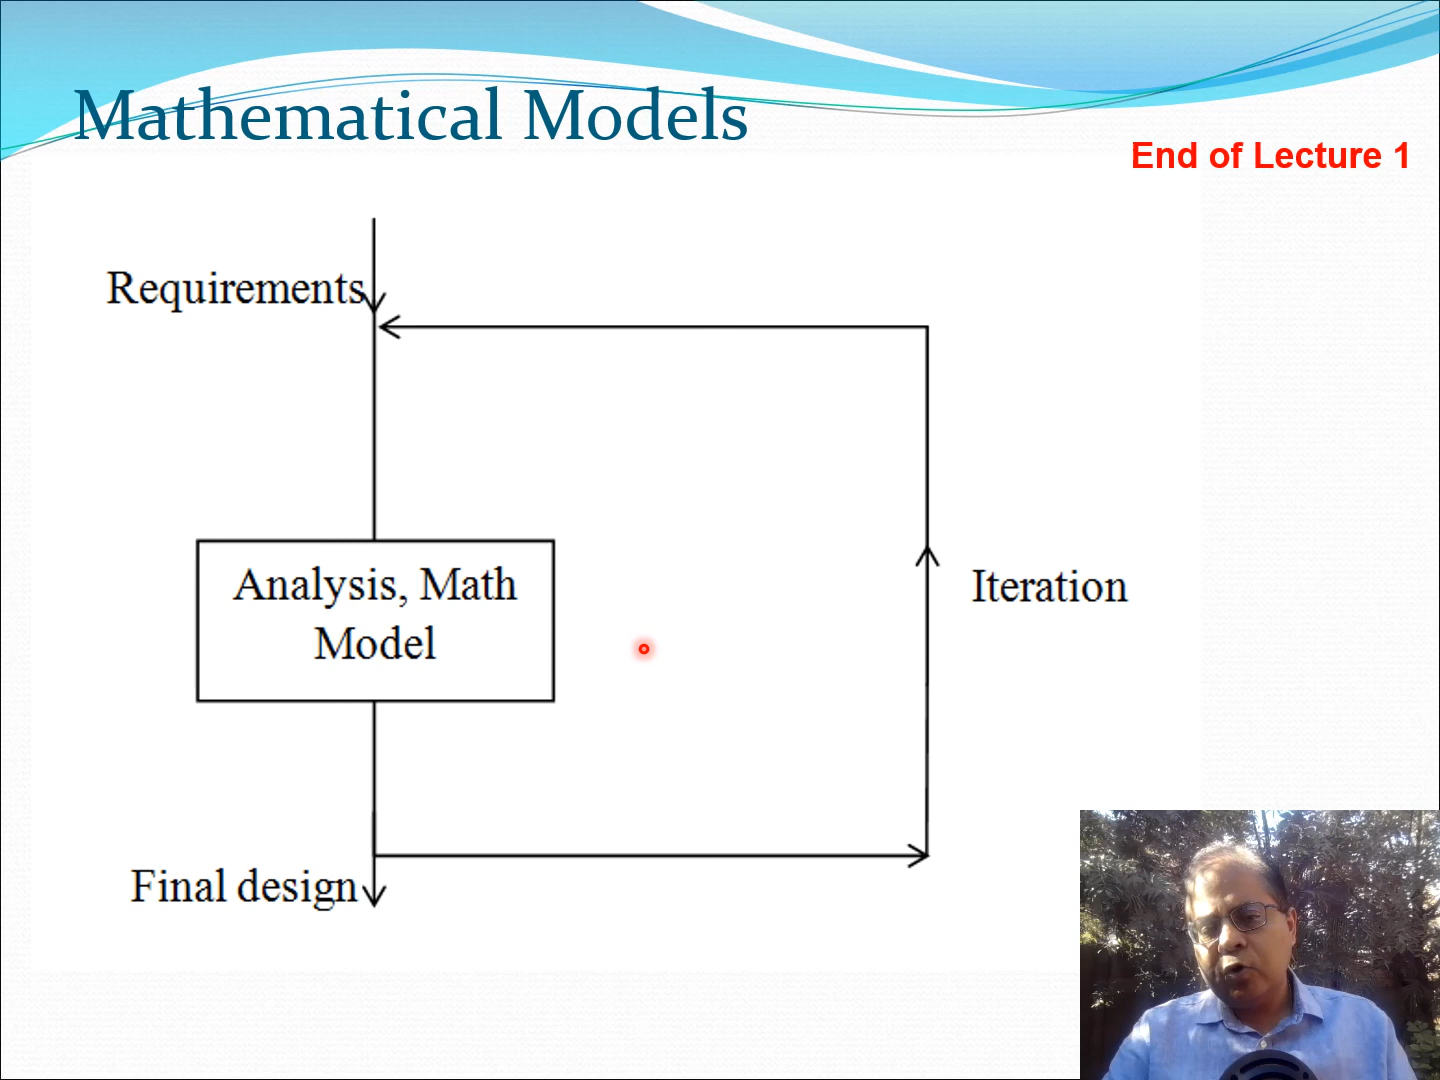 Mathematical Models
End of Lecture 1
Requirements
Analysis, Math
Model
Iteration
Final design